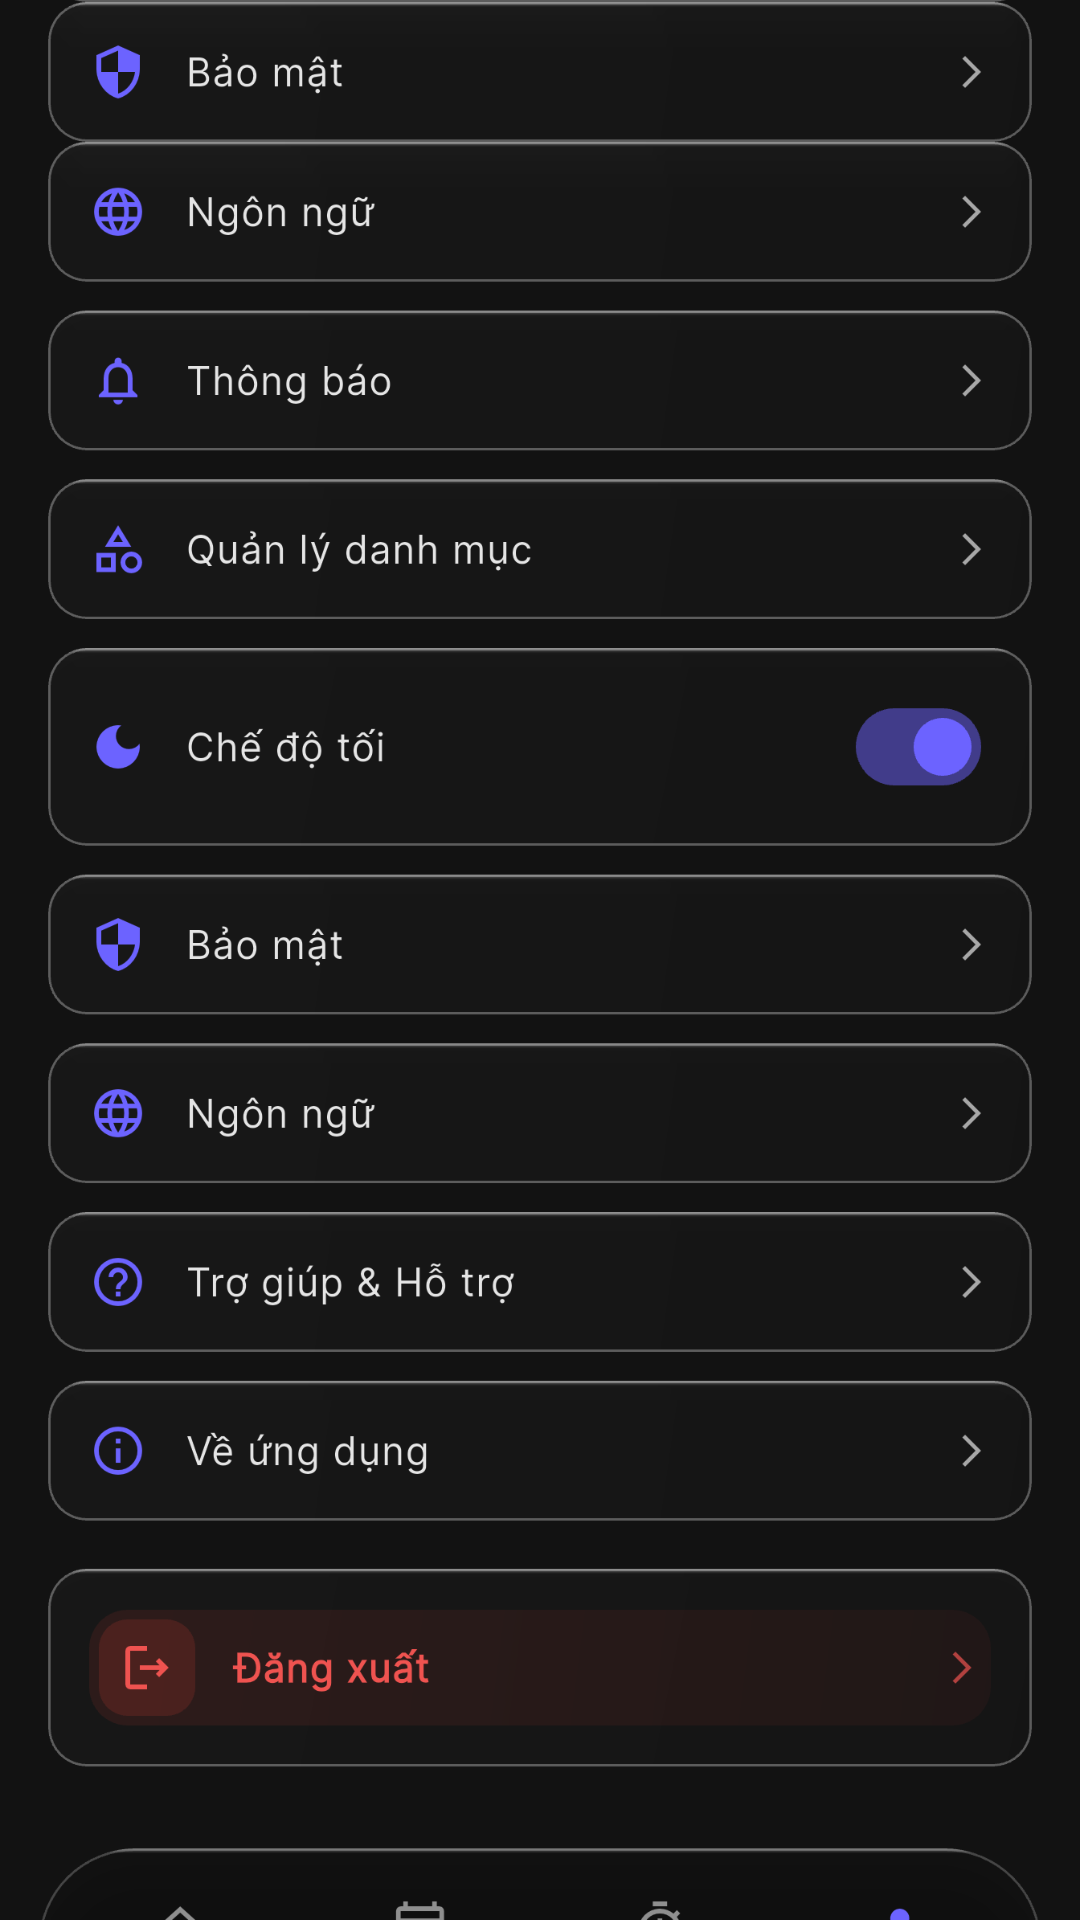 Bảo mật
Ngôn ngữ
Thông báo
Quản lý danh mục
Chế độ tối
Bảo mật
Ngôn ngữ
Trợ giúp & Hỗ trợ
Về ứng dụng
Đăng xuất